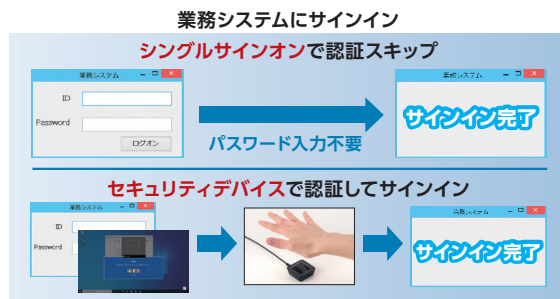 業務システムにサインイン
シングルサインオンで認証スキップ
業務システム
ID
Password
ログオン
パスワード入力不要
業務システム
サインイン完了
セキュリティデバイスで認証してサインイン
業務システム
ID
Password
業務システム
サインイン完了